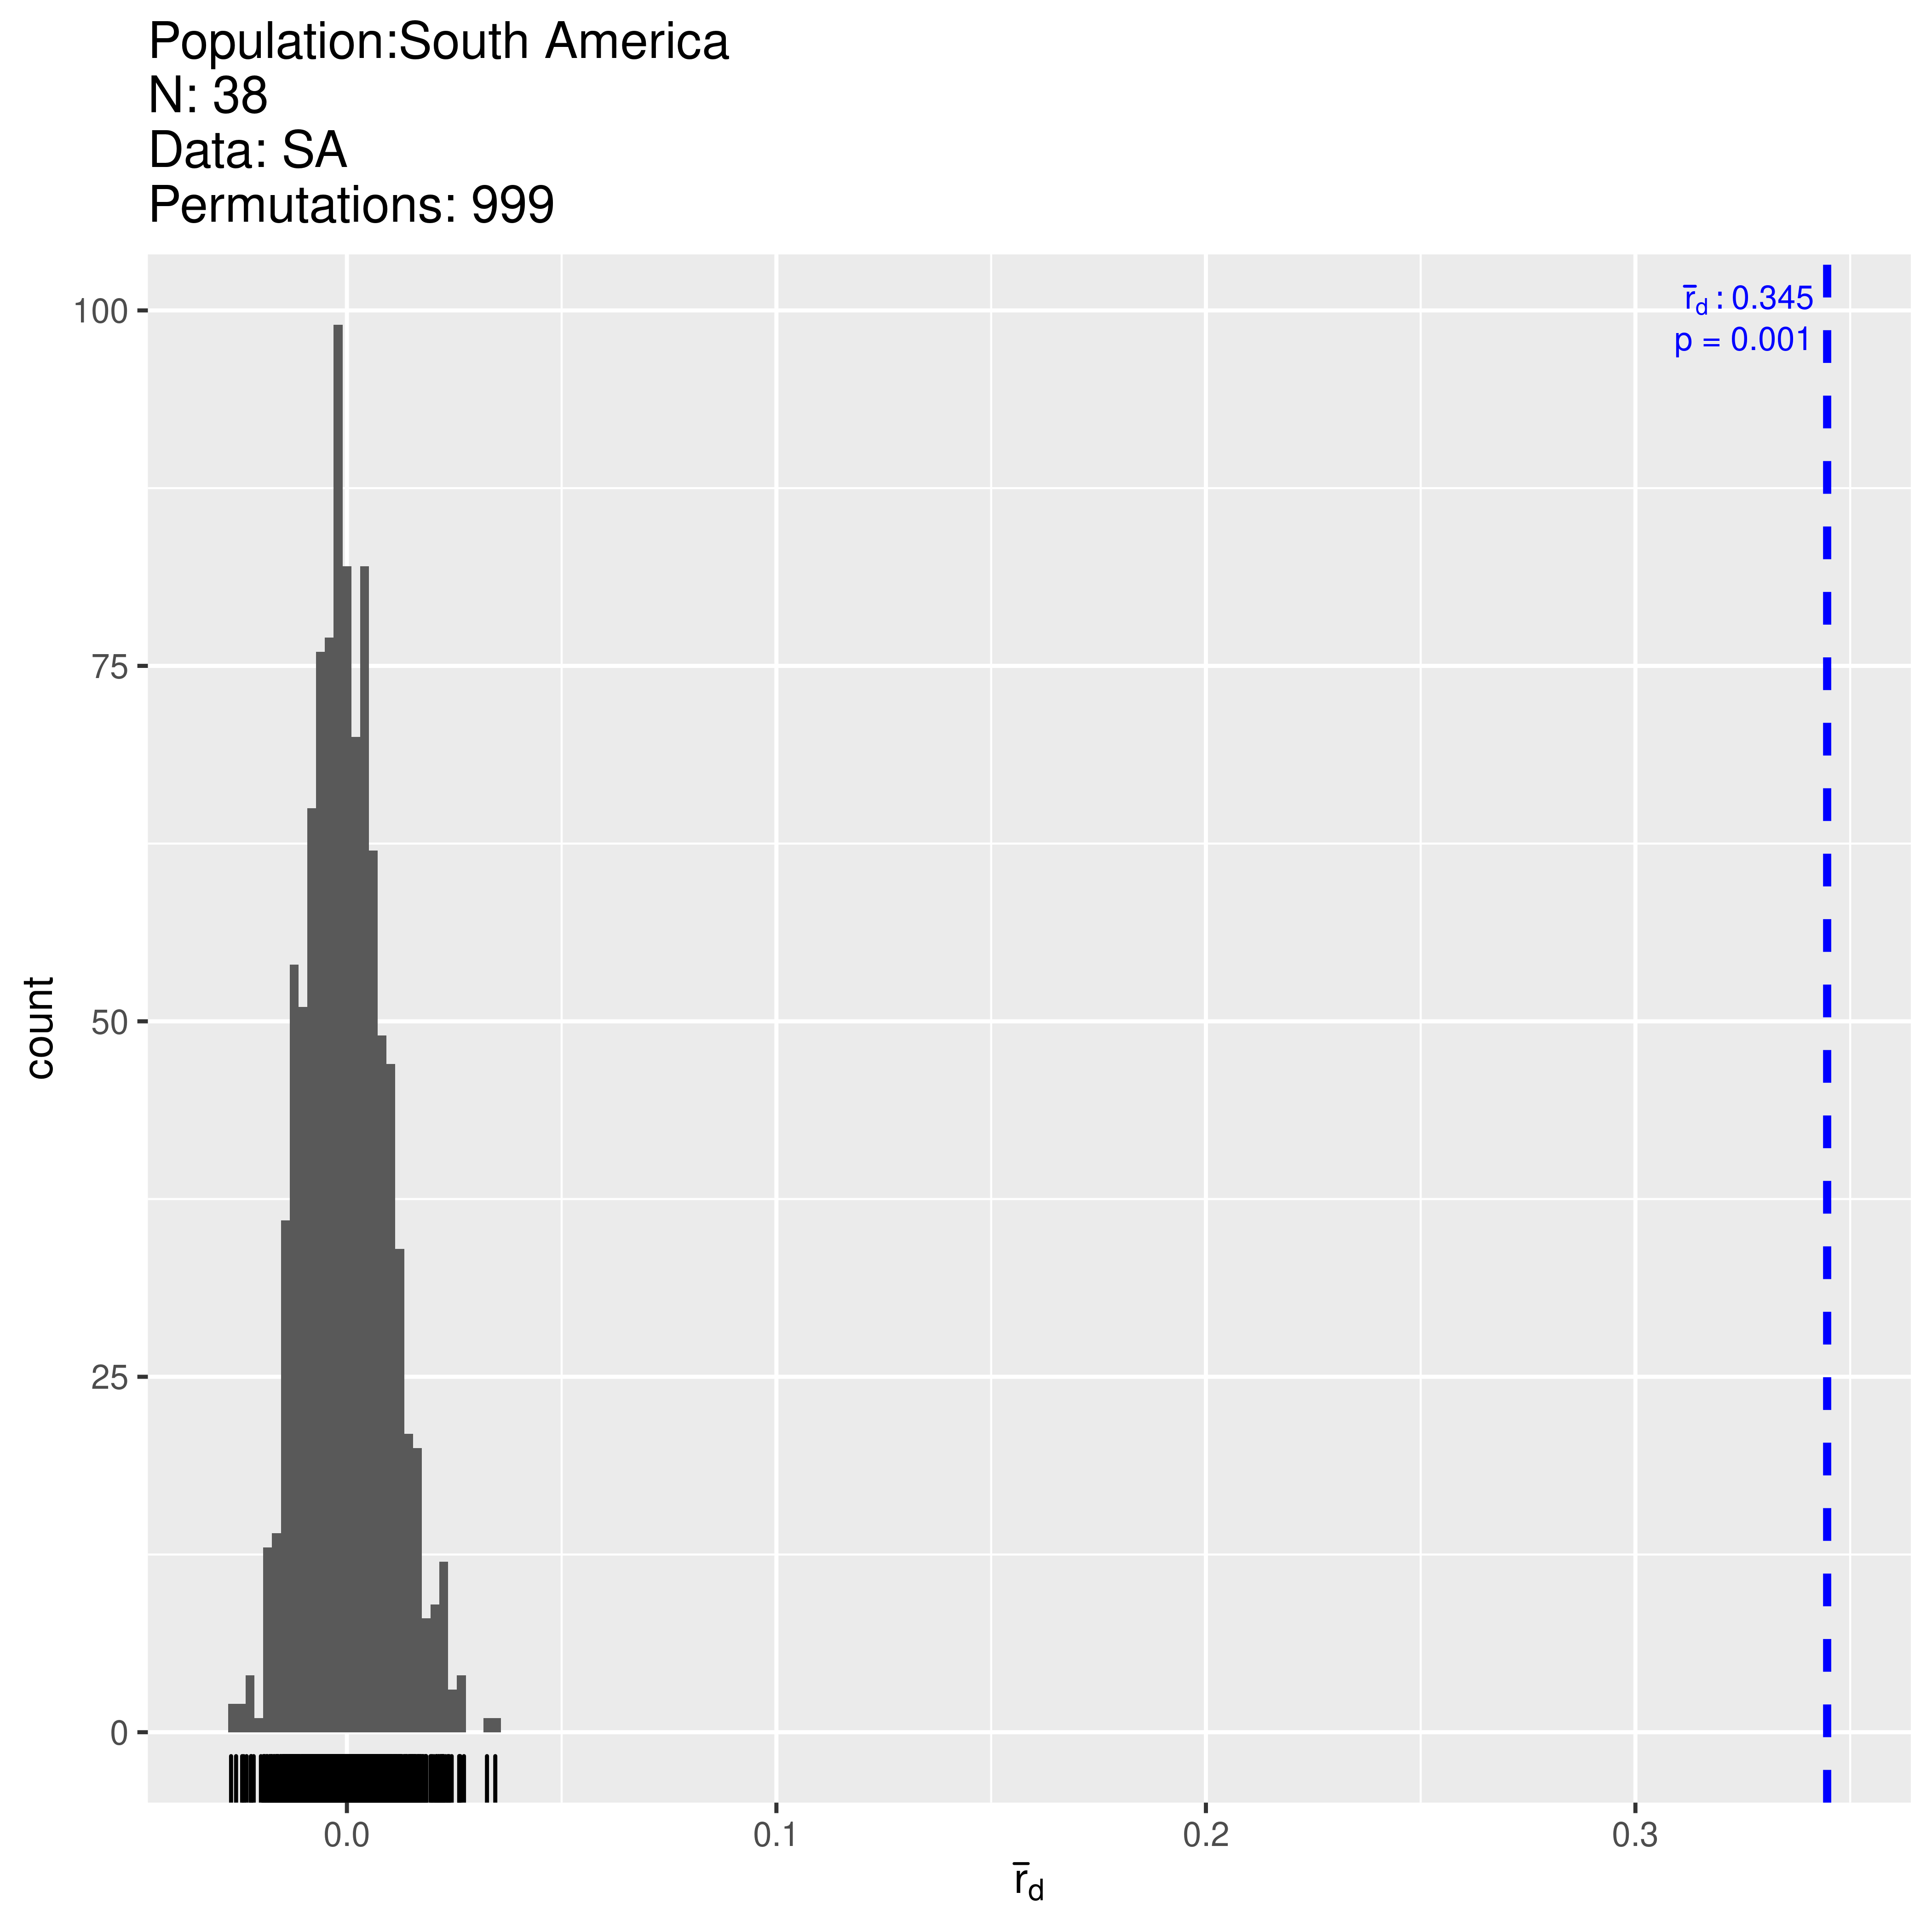 Population:South America
N: 38
Data: SA
Permutations: 999
r̄d : 0.345
p = 0.001
100
75
50
25
0
count
0.0 0.1 0.2 0.3
r̄d